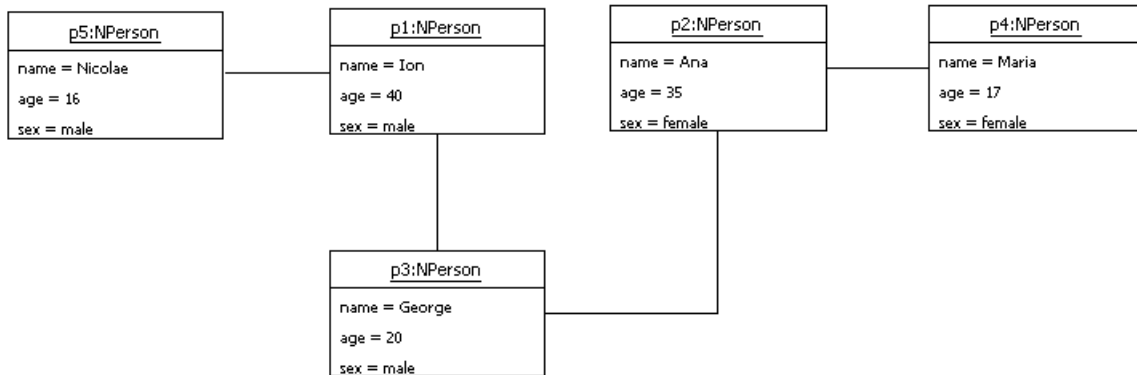 p5:NPerson
name = Nicolae
age = 16
sex = male
p1:NPerson
name = Ion
age = 40
sex = male
p2:NPerson
name = Ana
age = 35
sex = female
p4:NPerson
name = Maria
age = 17
sex = female
p3:NPerson
name = George
age = 20
sex = male